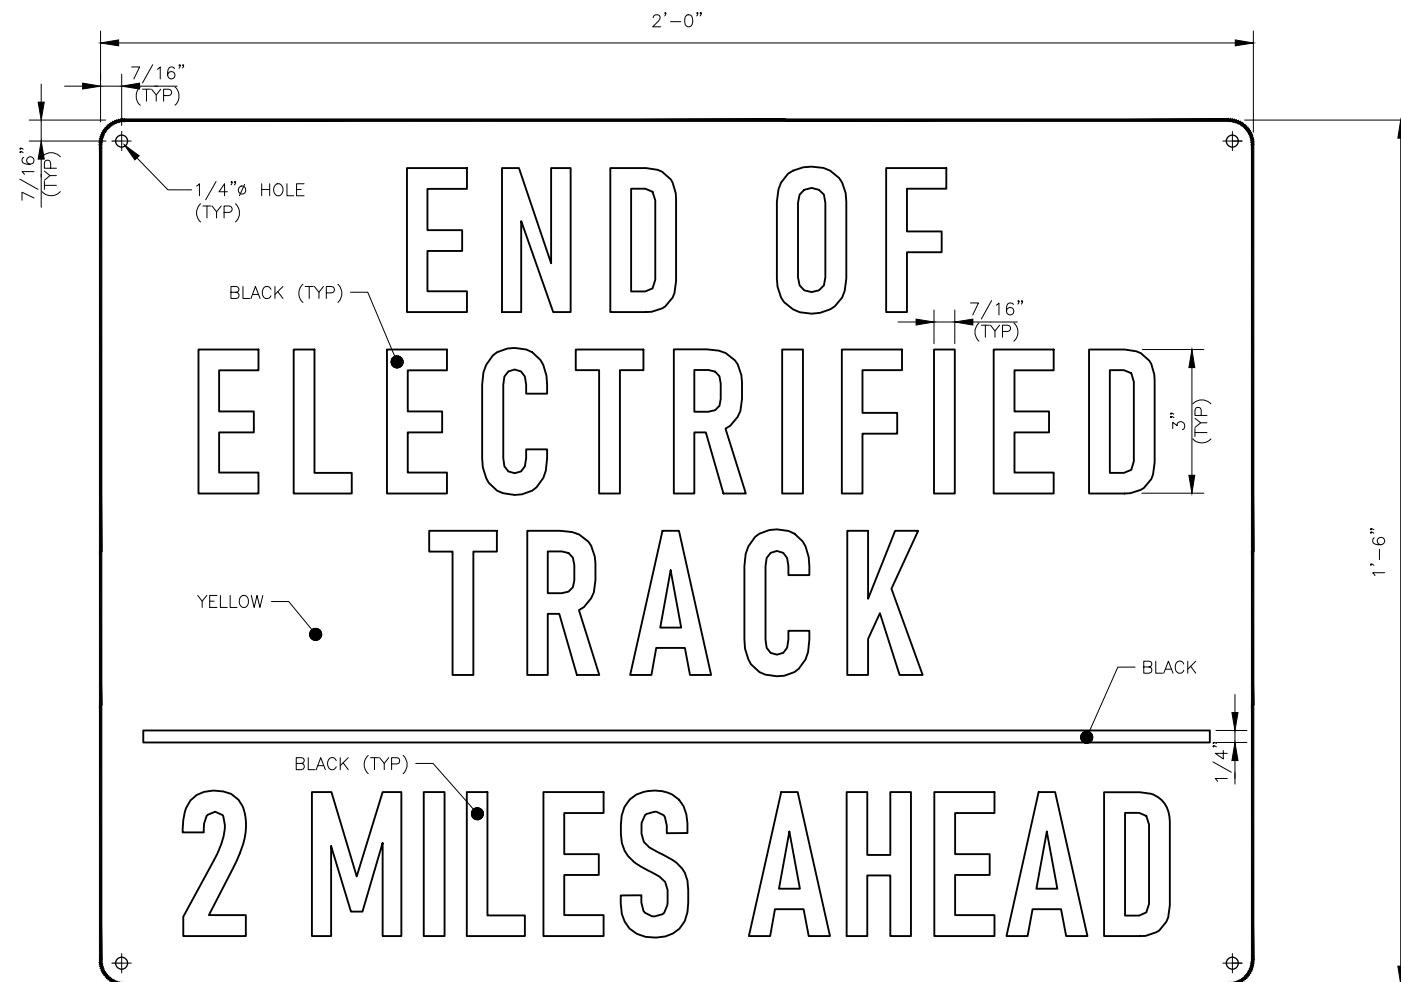 2'-0"
7/16"
(TYP)
7/16"
(TYP)
1/4"ø HOLE
(TYP)
END OF
BLACK (TYP)
7/16"
(TYP)
ELECTRIFIED
3"
(TYP)
TRACK
1'-6"
YELLOW
BLACK
1/4"
BLACK (TYP)
2 MILES AHEAD